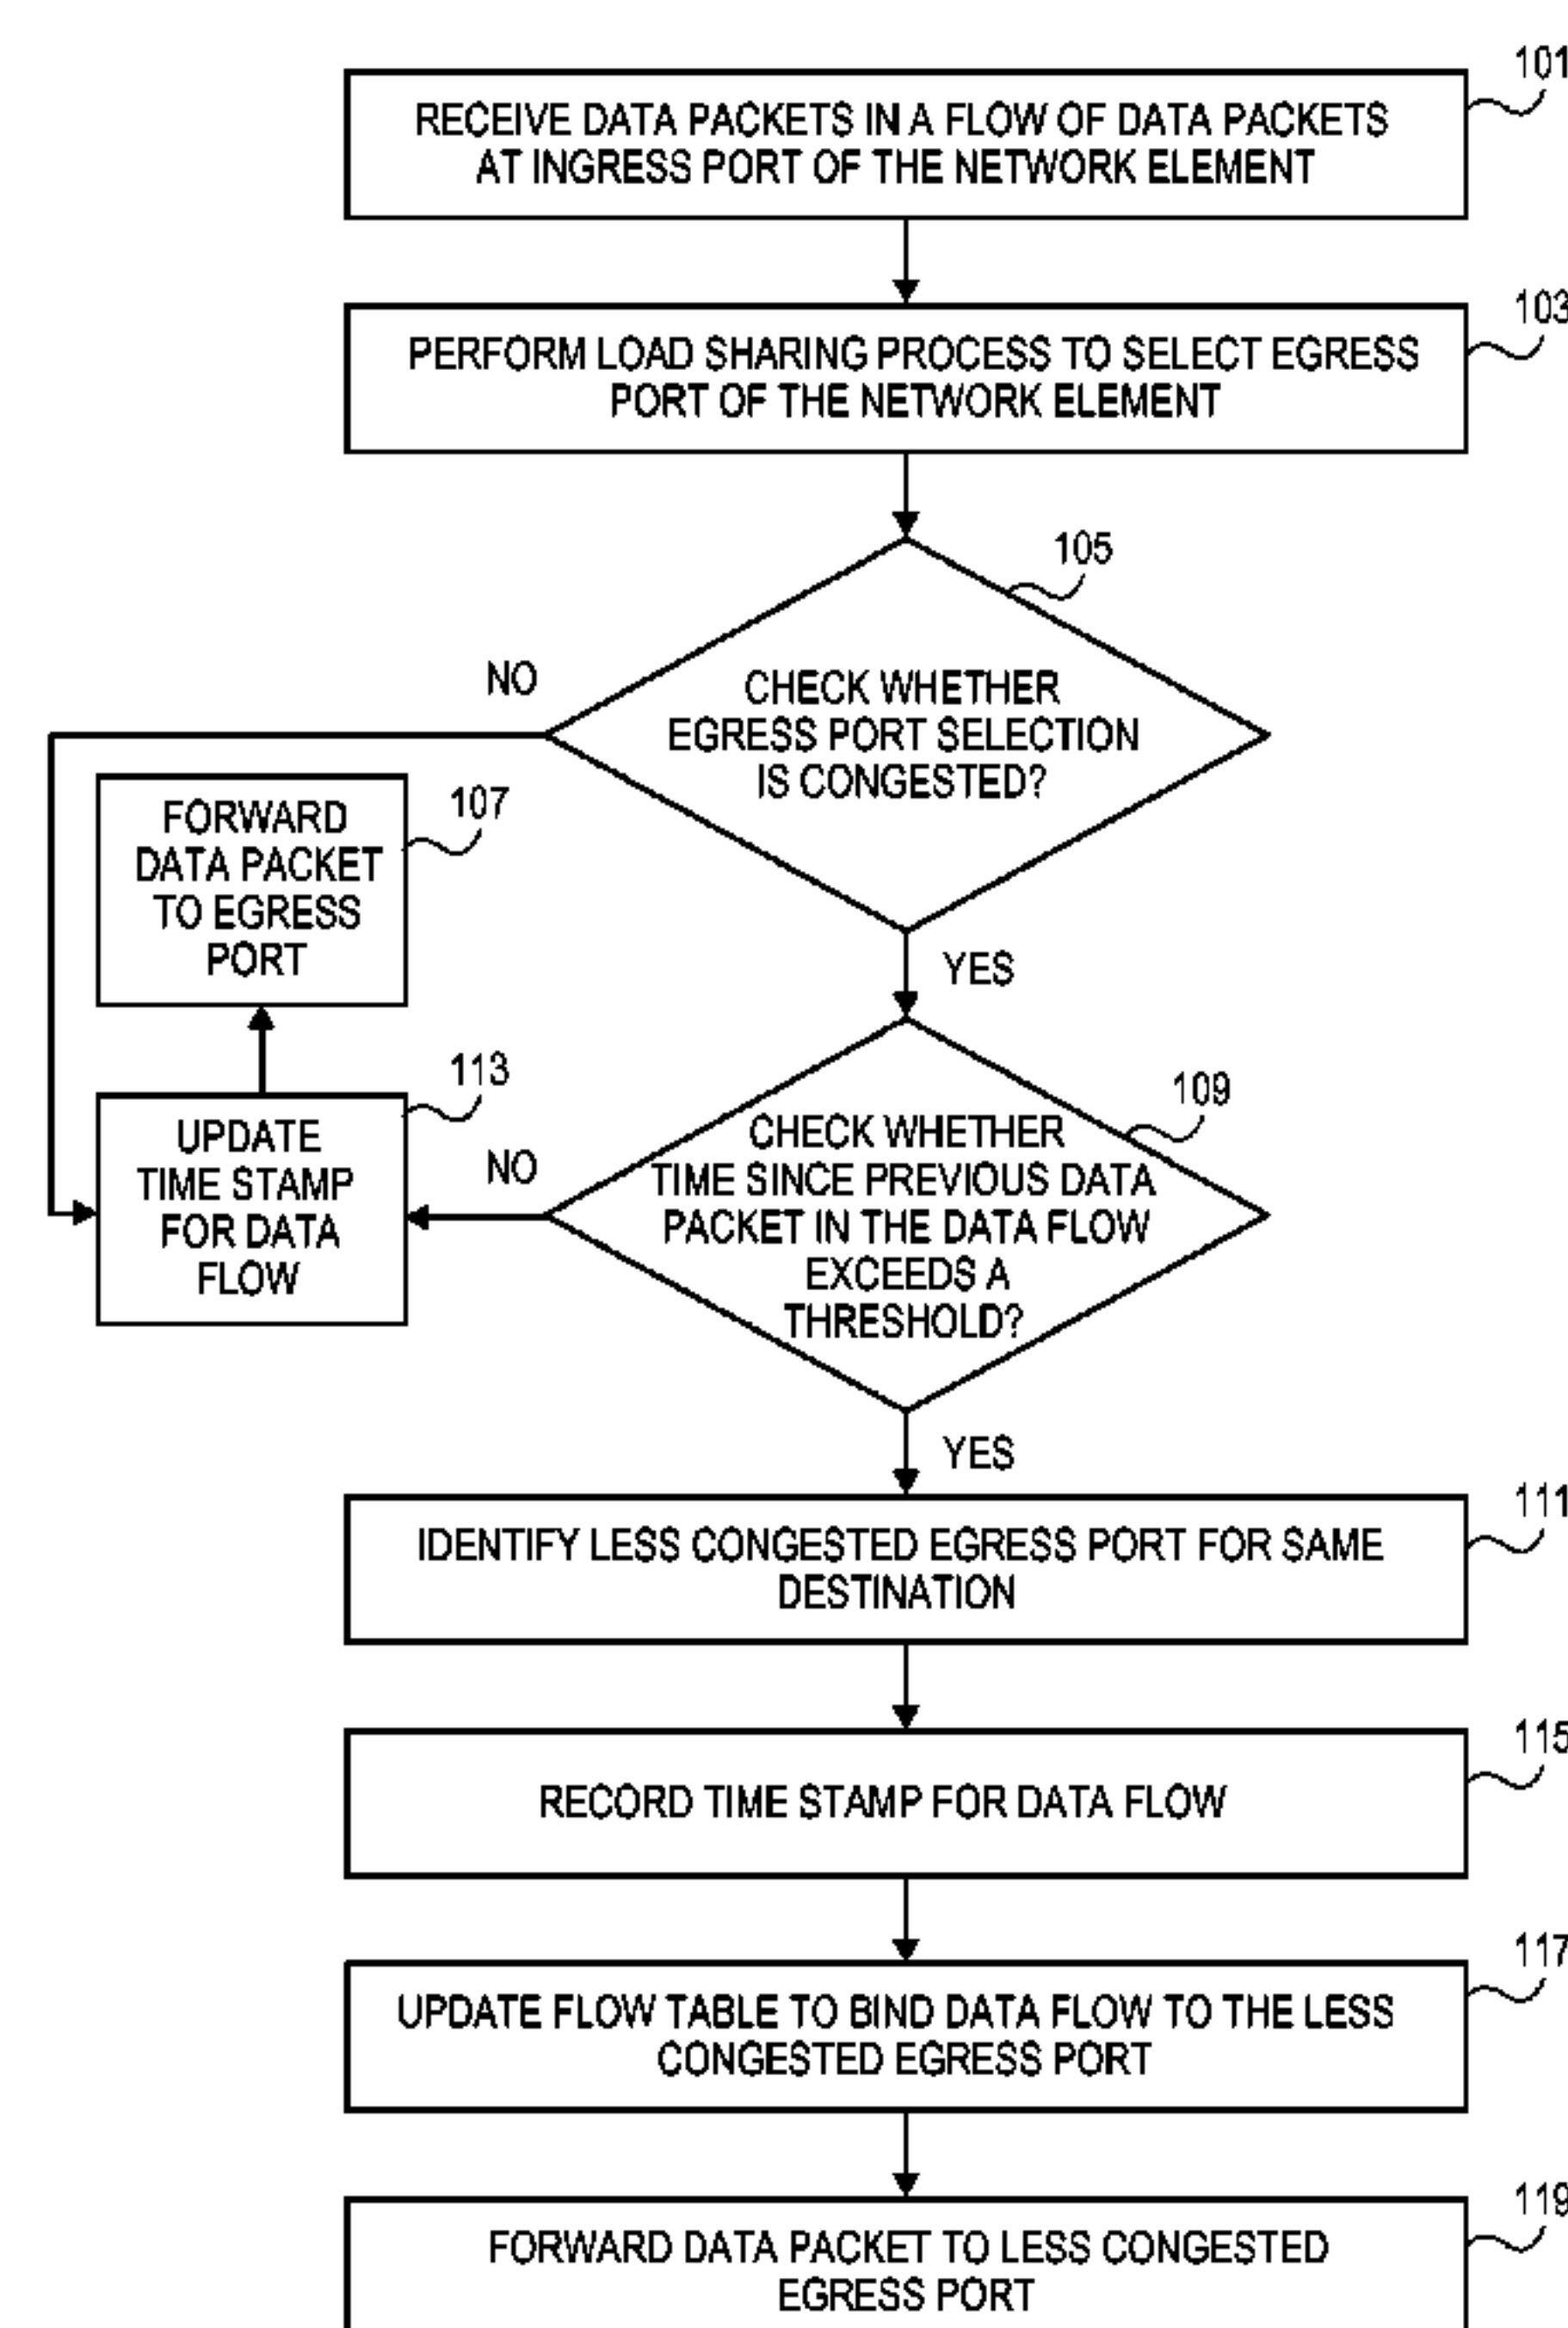 101
RECEIVE DATA PACKETS IN A FLOW OF DATA PACKETS
AT INGRESS PORT OF THE NETWORK ELEMENT
103
PERFORM LOAD SHARING PROCESS TO SELECT EGRESS
PORT OF THE NETWORK ELEMENT
105
CHECK WHETHER
EGRESS PORT SELECTION
IS CONGESTED?
NO
YES
107
FORWARD
DATA PACKET
TO EGRESS
PORT
113
UPDATE
TIME STAMP
FOR DATA
FLOW
109
CHECK WHETHER
TIME SINCE PREVIOUS DATA
PACKET IN THE DATA FLOW
EXCEEDS A
THRESHOLD?
NO
YES
111
IDENTIFY LESS CONGESTED EGRESS PORT FOR SAME
DESTINATION
115
RECORD TIME STAMP FOR DATA FLOW
117
UPDATE FLOW TABLE TO BIND DATA FLOW TO THE LESS
CONGESTED EGRESS PORT
119
FORWARD DATA PACKET TO LESS CONGESTED
EGRESS PORT